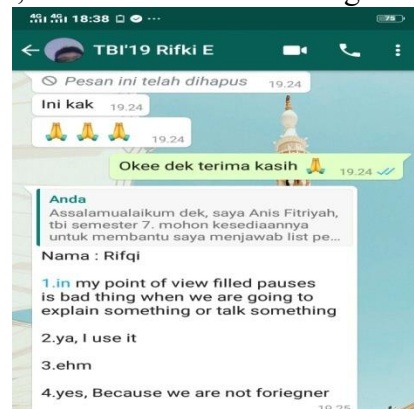 4G 4G 18:38
75
TBI'19 Rifki E
Pesan ini telah dihapus 19.24
Ini kak 19.24
🙏 🙏 🙏 19.24
Okee dek terima kasih 🙏 19.24
Anda
Assalamualaikum dek, saya Anis Fitriyah,
tbi semester 7. mohon kesediaannya
untuk membantu saya menjawab list pe...
Nama : Rifqi
1.in my point of view filled pauses
is bad thing when we are going to
explain something or talk something
2.ya, I use it
3.ehm
4.yes, Because we are not foriegner
19.25